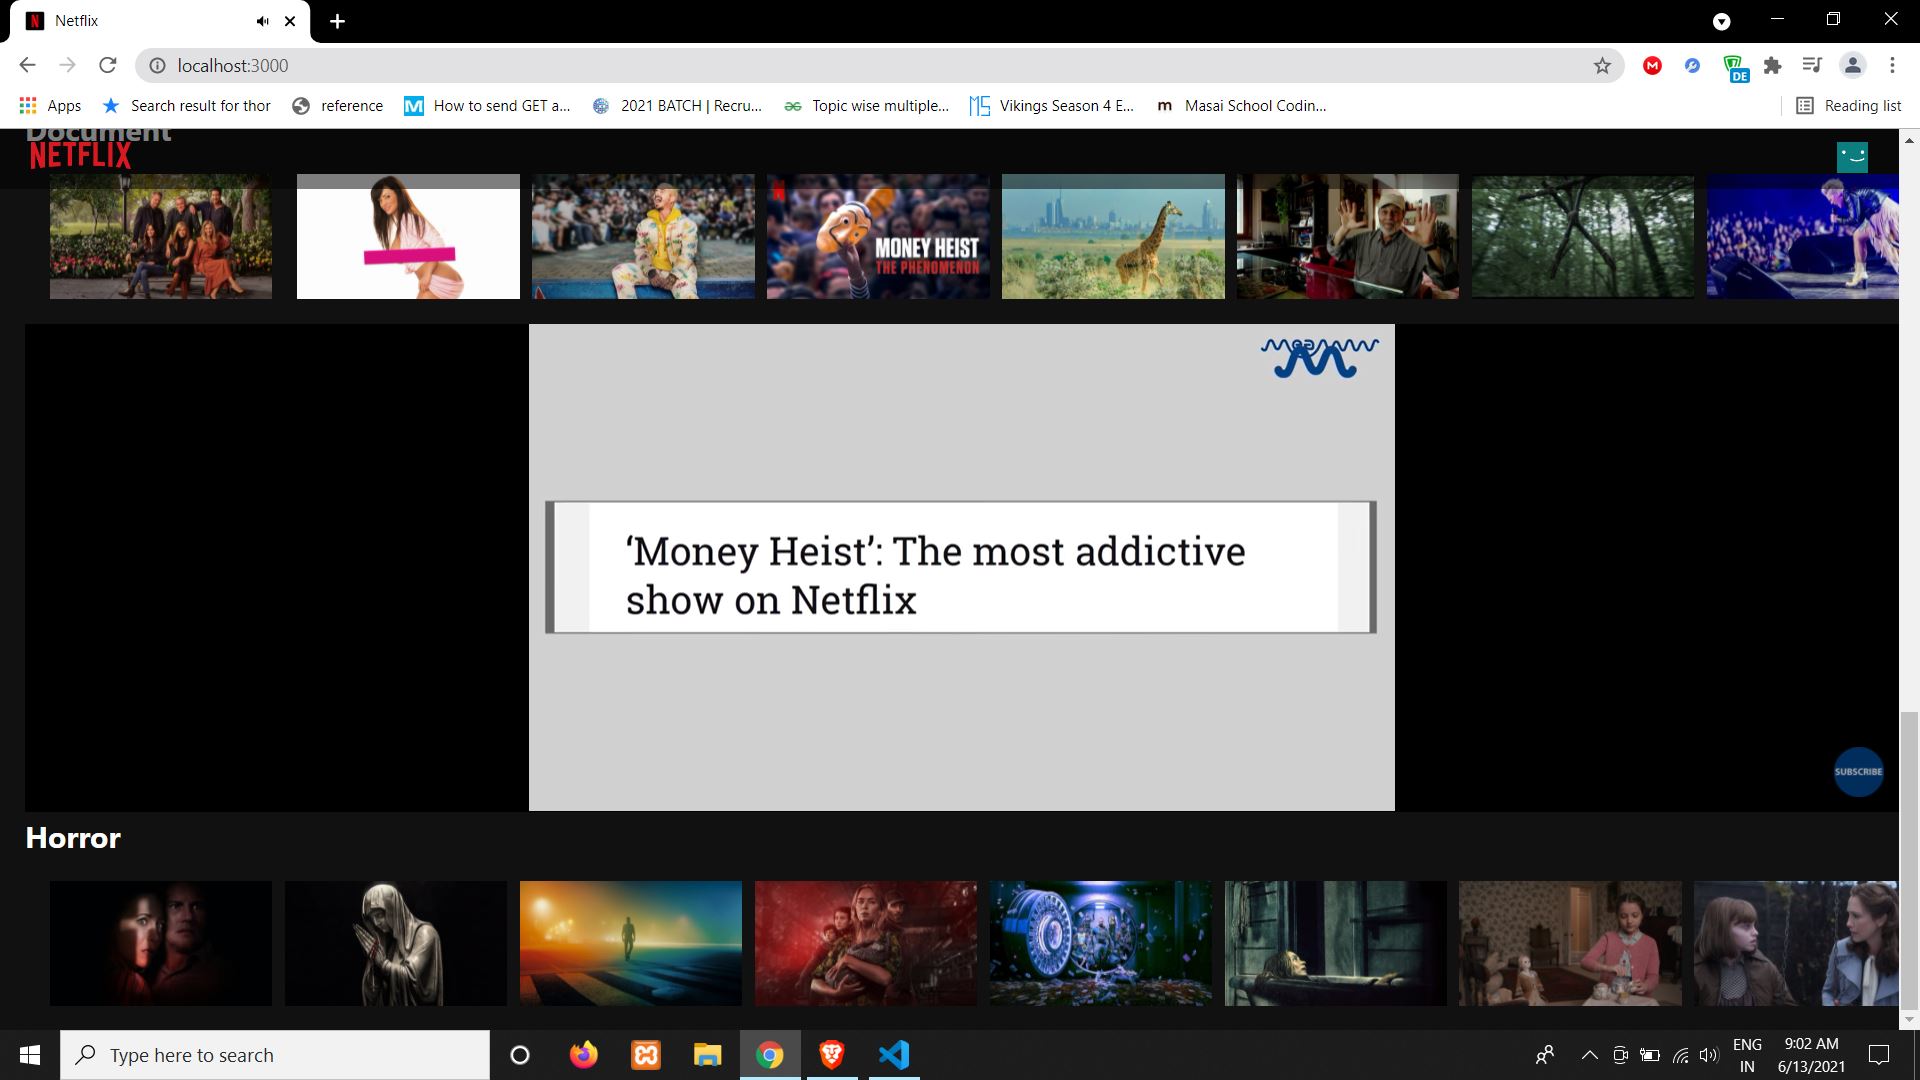 Netflix
localhost:3000
Apps
Search result for thor
reference
How to send GET a...
2021 BATCH | Recru...
Topic wise multiple...
Vikings Season 4 E...
Masai School Codin...
Reading list
DE
Document
NETFLIX
MONEY HEIST
THE PHENOMENON
‘Money Heist’: The most addictive
show on Netflix
SUBSCRIBE
Horror
Type here to search
ENG
IN
9:02 AM
6/13/2021